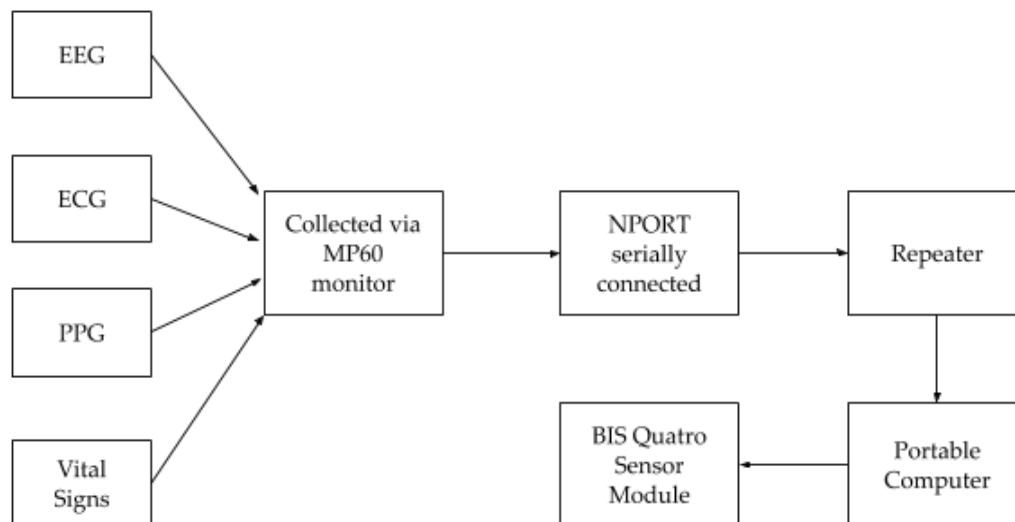 EEG
ECG
PPG
Vital
Signs
Collected via
MP60
monitor
NPORT
serially
connected
Repeater
BIS Quatro
Sensor
Module
Portable
Computer